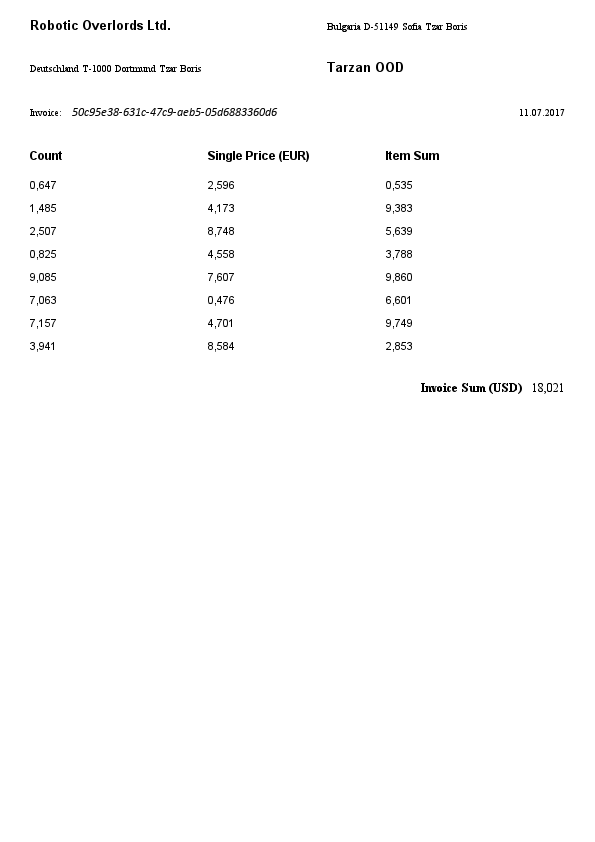 Robotic Overlords Ltd. Bulgaria D-51149 Sofia Tzar Boris
Deutschland T-1000 Dortmund Tzar Boris Tarzan OOD
Invoice: 50c95e38-631c-47c9-aeb5-05d6883360d6 11.07.2017
Count Single Price (EUR) Item Sum
0,647 2,596 0,535
1,485 4,173 9,383
2,507 8,748 5,639
0,825 4,558 3,788
9,085 7,607 9,860
7,063 0,476 6,601
7,157 4,701 9,749
3,941 8,584 2,853
Invoice Sum (USD) 18,021